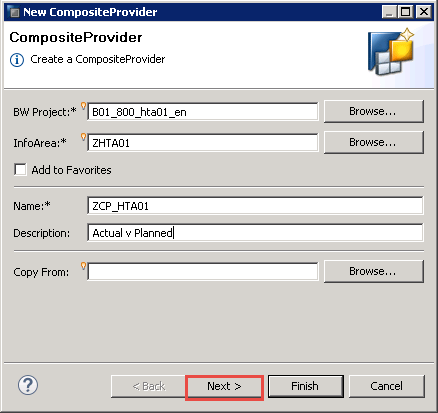 New CompositeProvider
CompositeProvider
Create a CompositeProvider
BW Project:* B01_800_hta01_en Browse...
InfoArea:* ZHTA01 Browse...
Add to Favorites
Name:* ZCP_HTA01
Description: Actual v Planned
Copy From: Browse...
< Back Next > Finish Cancel